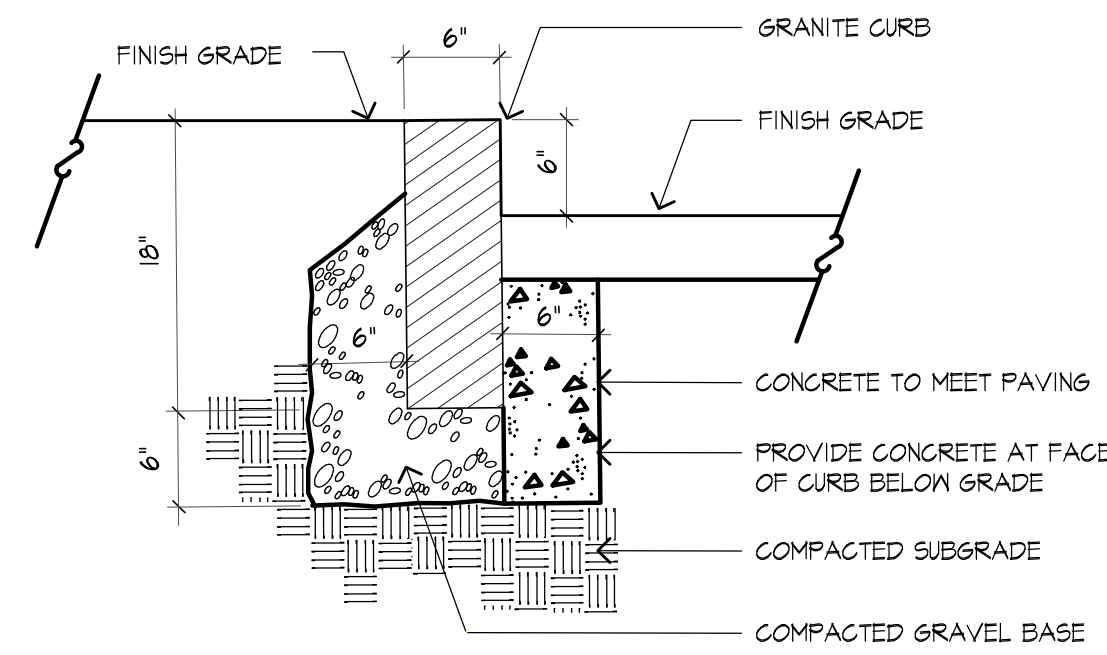 6"
GRANITE CURB
FINISH GRADE
FINISH GRADE
6"
18"
6"
6"
CONCRETE TO MEET PAVING
6"
PROVIDE CONCRETE AT FACE
OF CURB BELOW GRADE
COMPACTED SUBGRADE
COMPACTED GRAVEL BASE